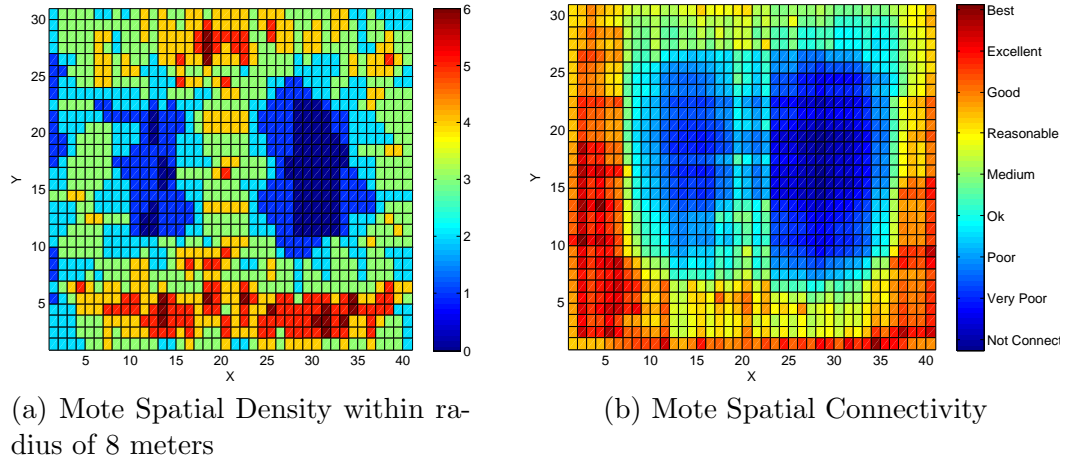 30
25
20
15
10
5
Y
5 10 15 20 25 30 35 40
X
6
5
4
3
2
1
0
30
25
20
15
10
5
Y
5 10 15 20 25 30 35 40
X
Best
Excellent
Good
Reasonable
Medium
Ok
Poor
Very Poor
Not Connect
(a) Mote Spatial Density within ra-
dius of 8 meters
(b) Mote Spatial Connectivity